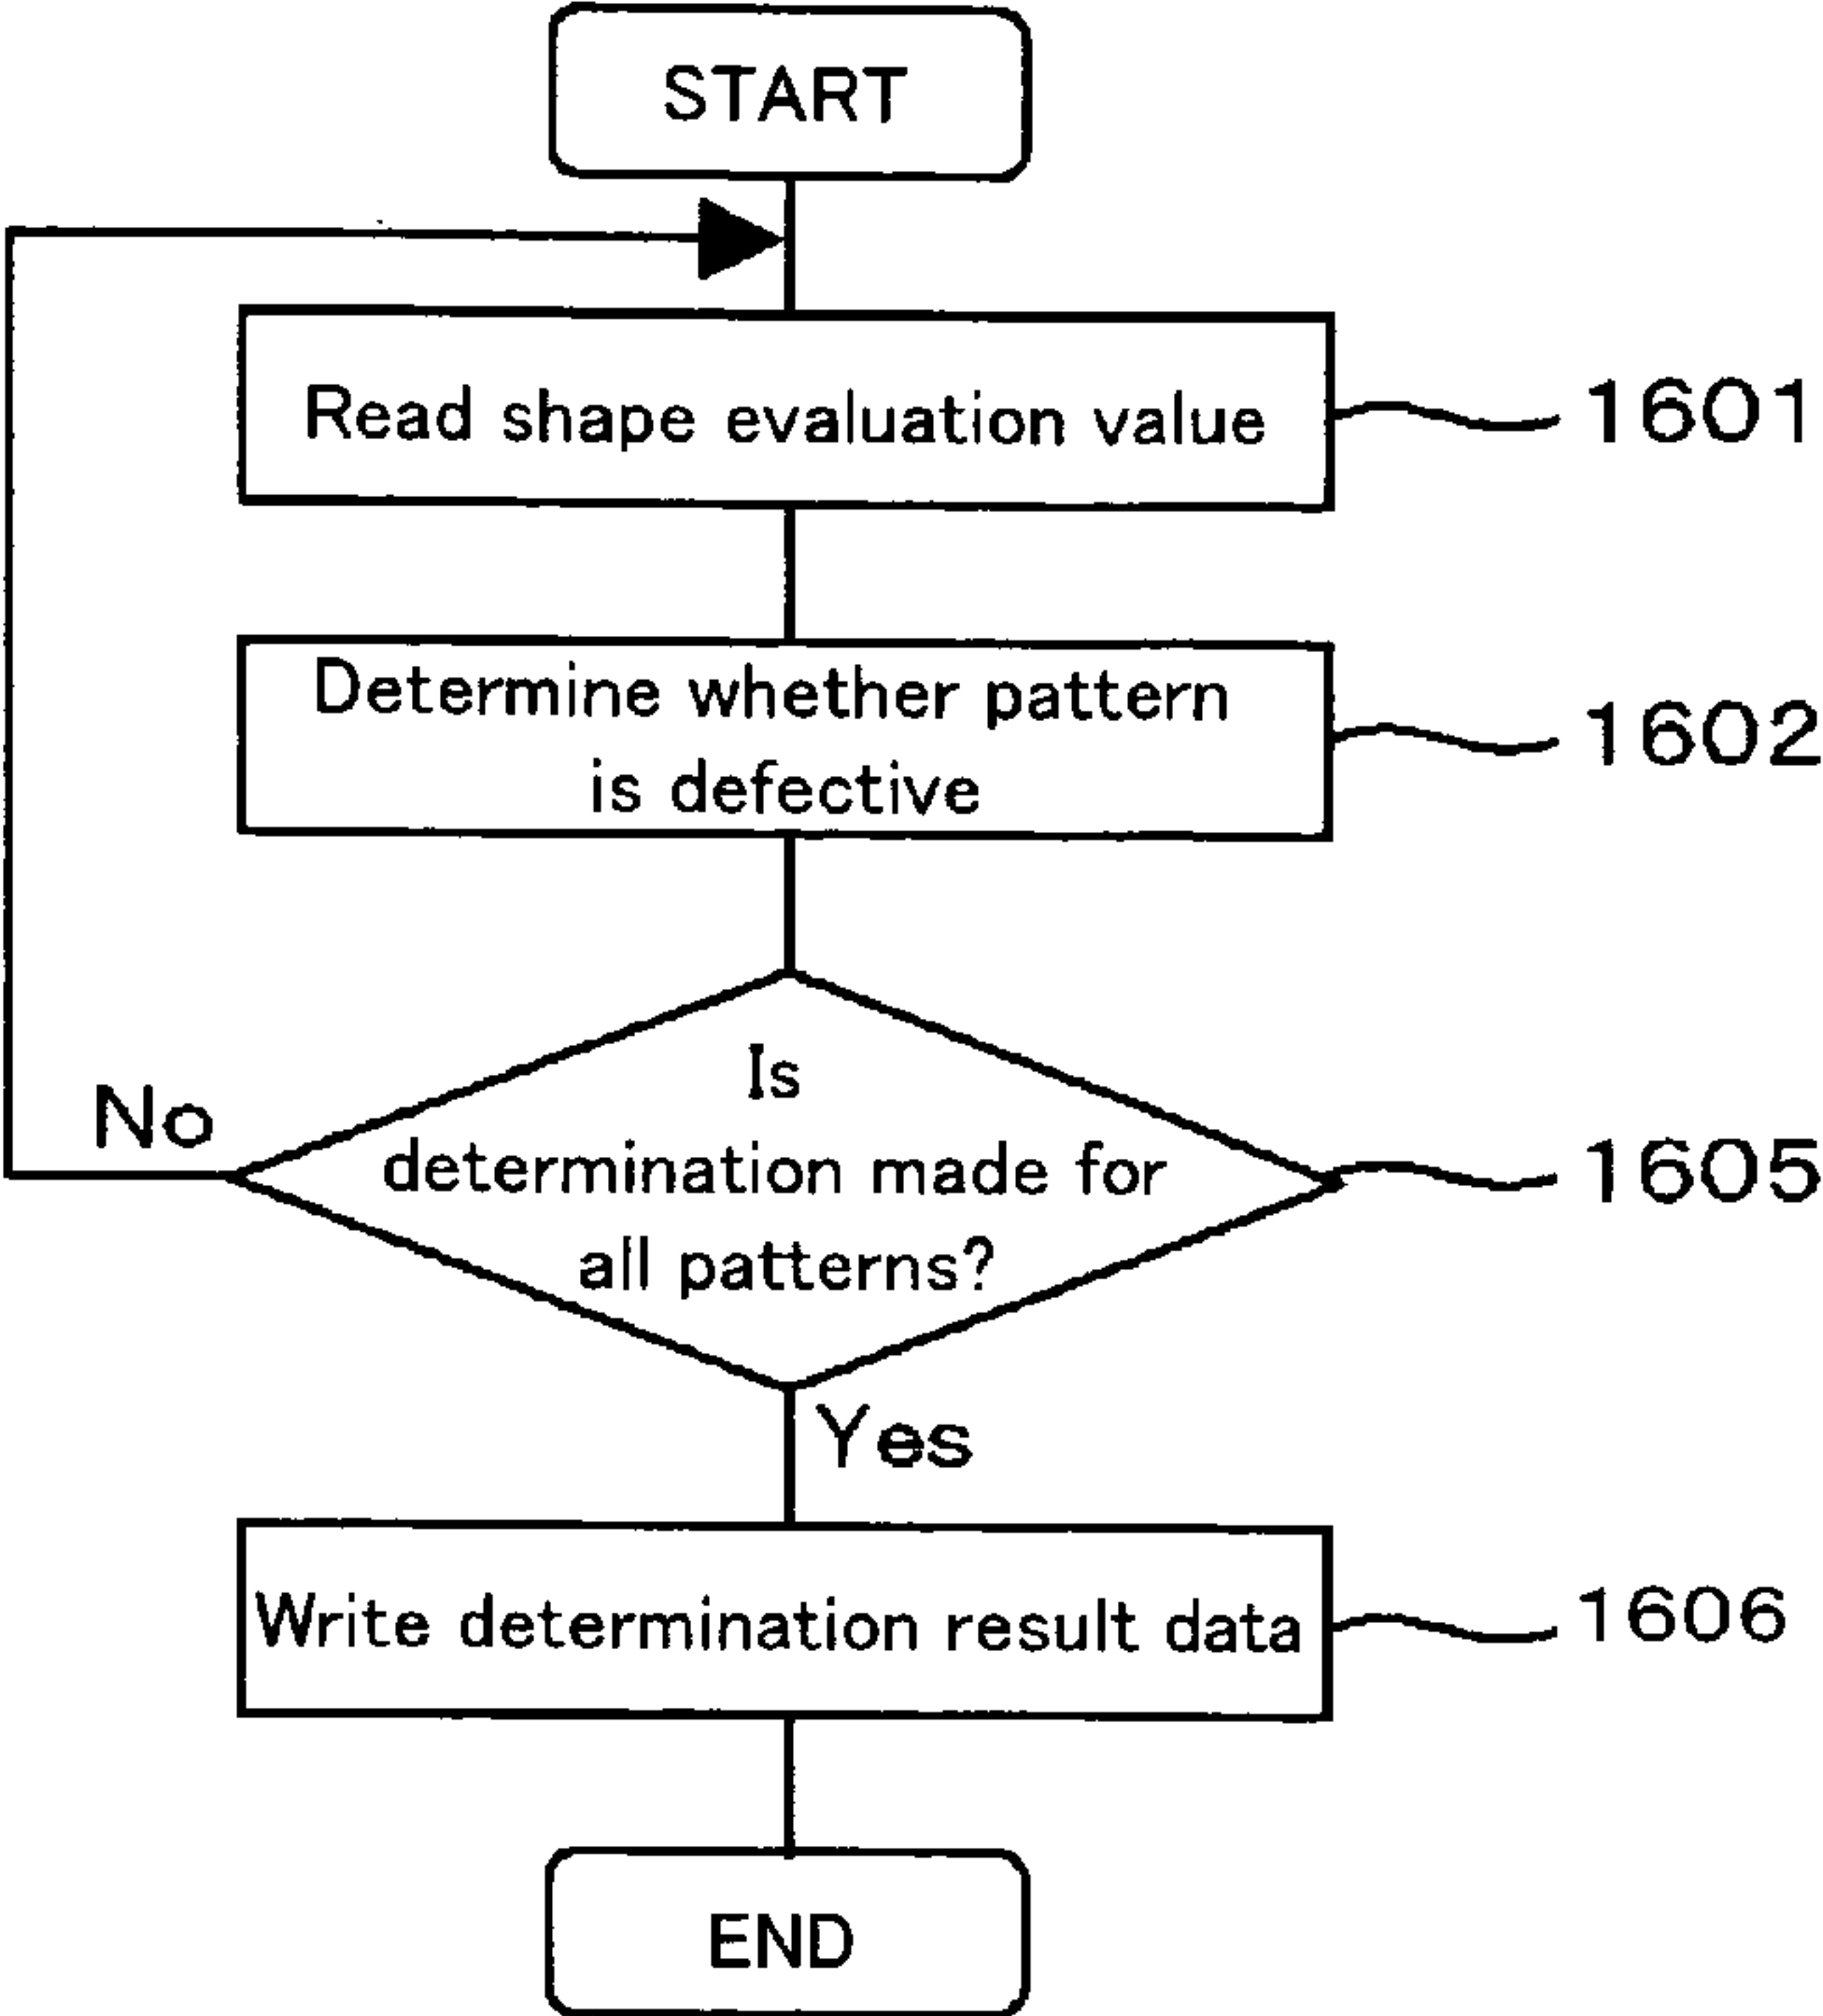 START
Read shape evaluation value
1601
Determine whether pattern
is defective
1602
Is
determination made for
all patterns?
No
1605
Yes
Write determination result data
1606
END